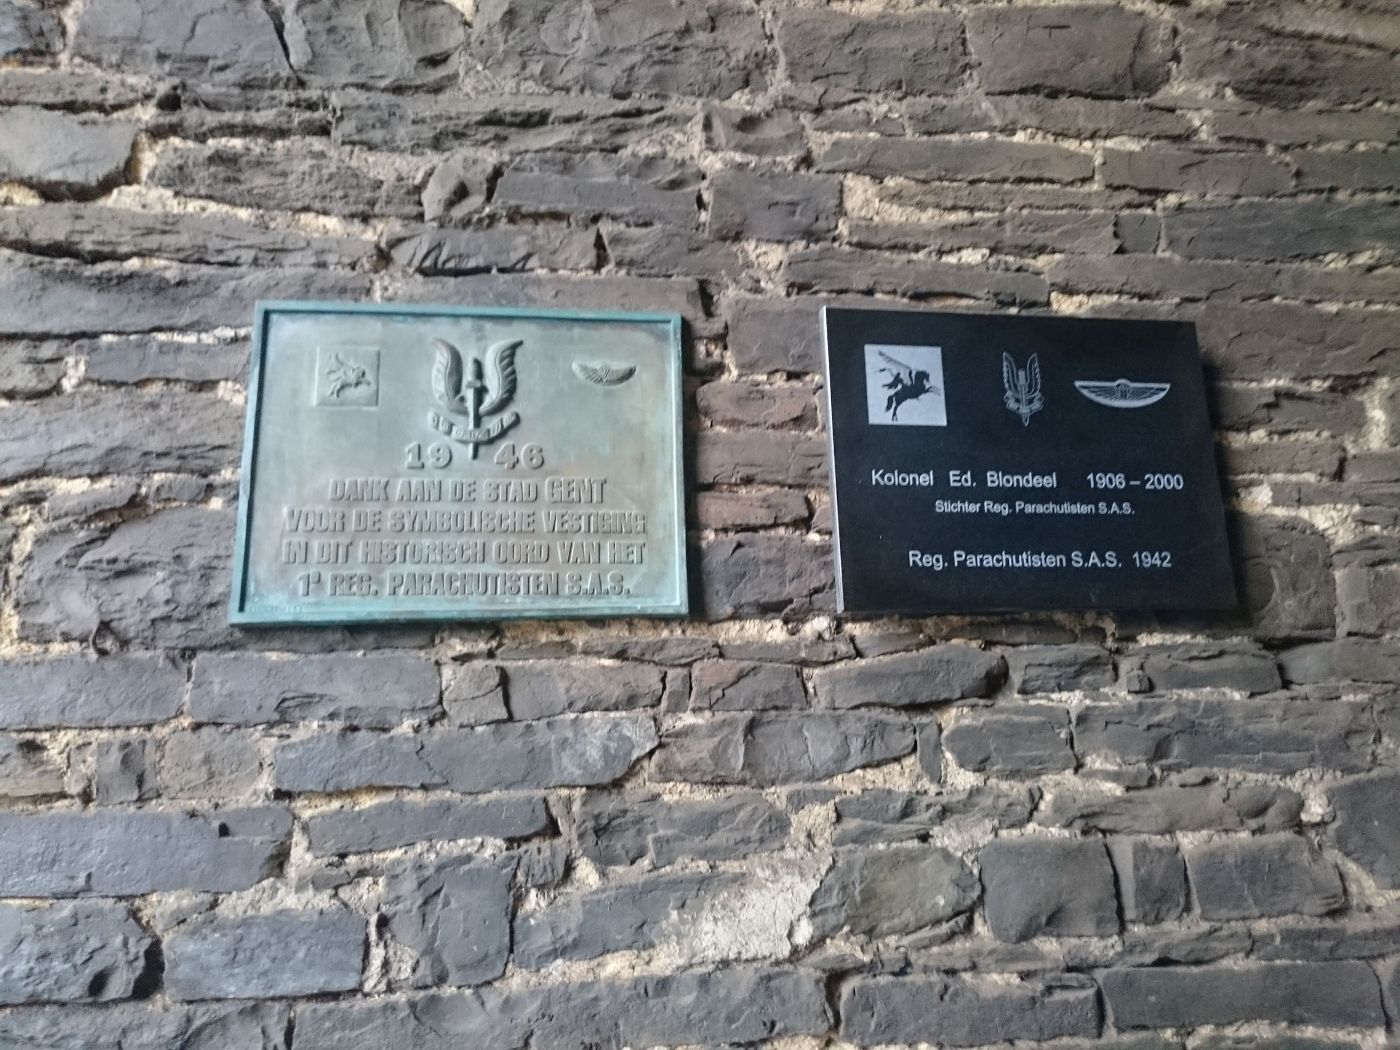 19 46
DANK AAN DE STAD GENT
VOOR DE SYMBOLISCHE VESTIGING
IN DIT HISTORISCH OORD VAN HET
1e REG. PARACHUTISTEN S.A.S.
Kolonel Ed. Blondeel 1906 – 2000
Stichter Reg. Parachutisten S.A.S.
Reg. Parachutisten S.A.S. 1942